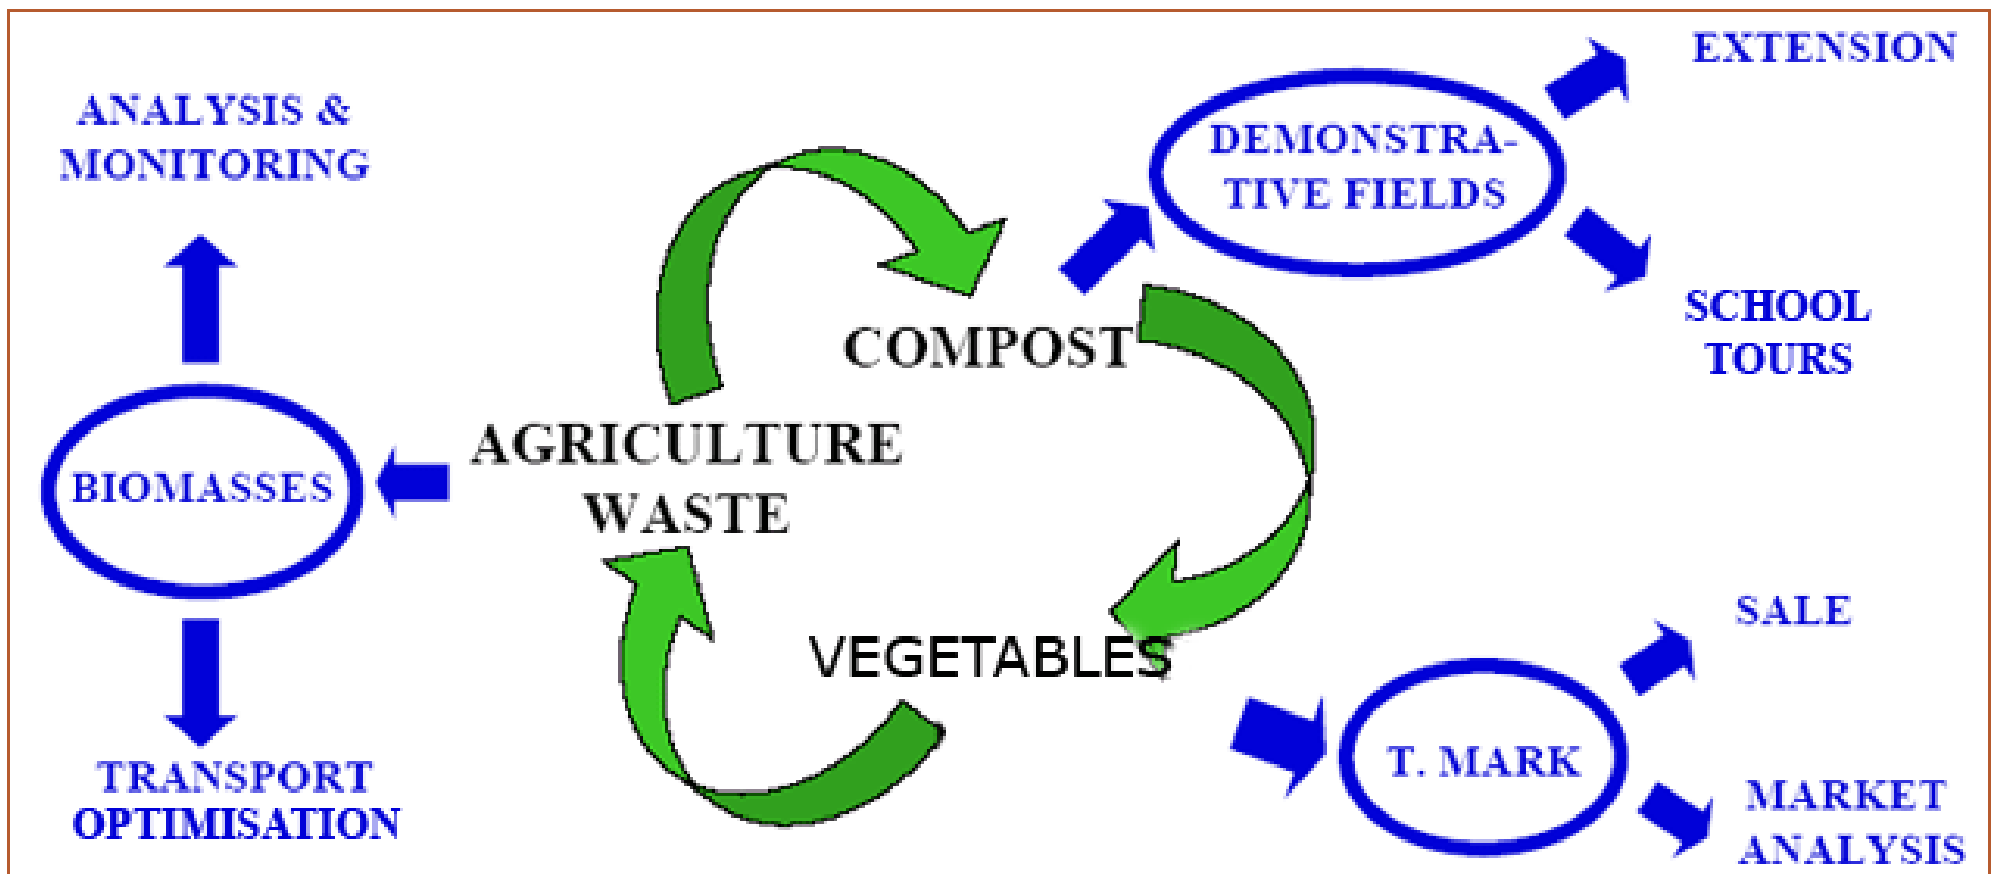 EXTENSION
ANALYSIS &
MONITORING
DEMONSTRA-
TIVE FIELDS
SCHOOL
TOURS
COMPOST
AGRICULTURE
WASTE
BIOMASSES
SALE
VEGETABLES
T. MARK
TRANSPORT
OPTIMISATION
MARKET
ANALYSIS